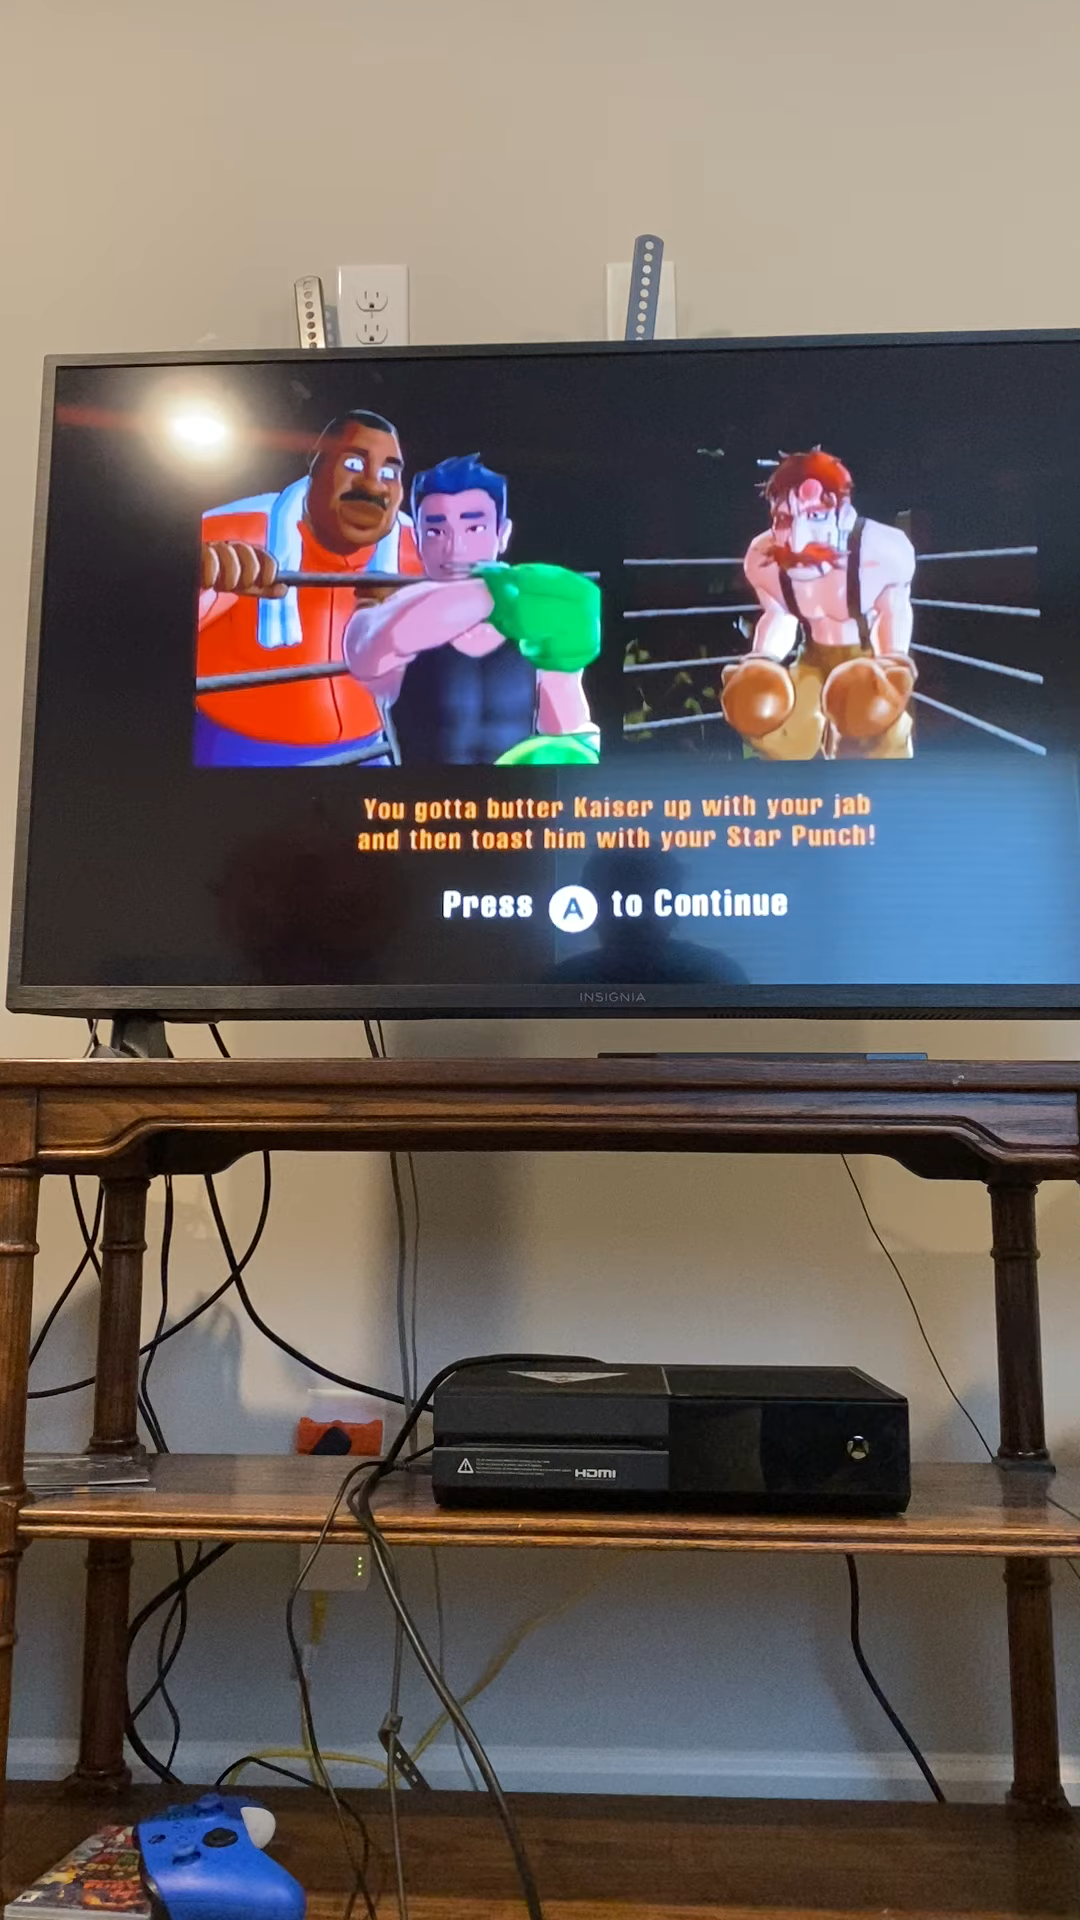 You gotta butter Kaiser up with your jab
and then toast him with your Star Punch!
Press A to Continue
INSIGNIA
HDMI